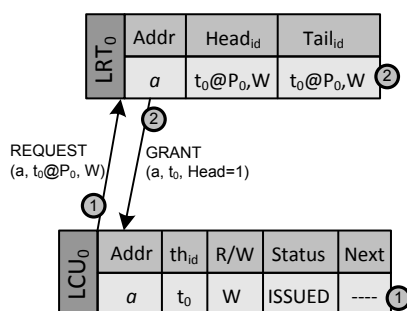 LRT0 Addr Headid Tailid
a t0@P0,W t0@P0,W 2
2
REQUEST
(a, t0@P0, W)
GRANT
(a, t0, Head=1)
1
LCU0 Addr thid R/W Status Next
a t0 W ISSUED ---- 1